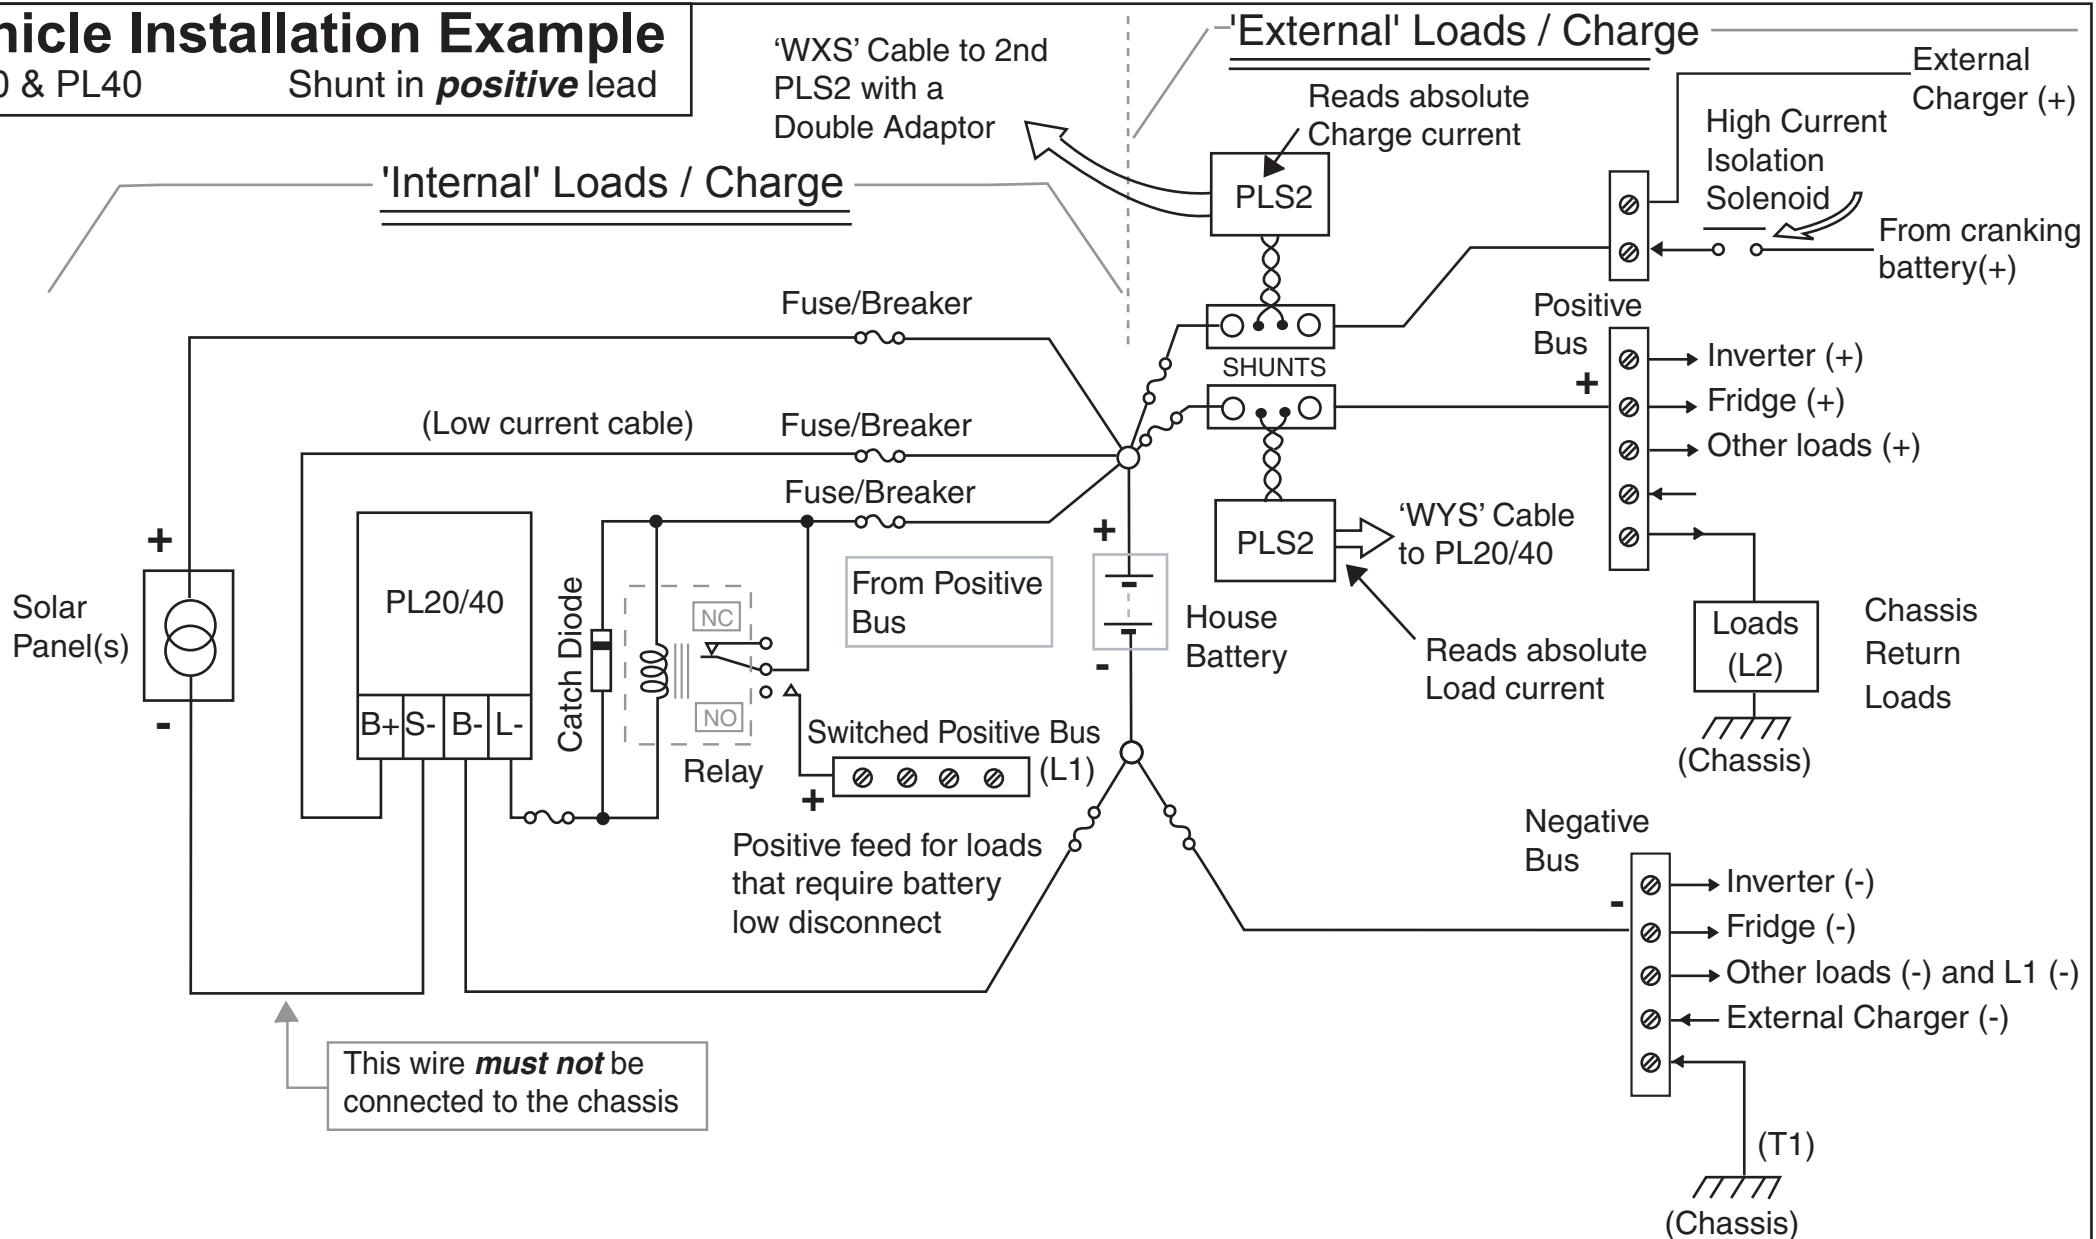 hicle Installation Example
0 & PL40 Shunt in positive lead
'Internal' Loads / Charge
‘WXS’ Cable to 2nd
PLS2 with a
Double Adaptor
'External' Loads / Charge
Reads absolute
Charge current
PLS2
External
Charger (+)
High Current
Isolation
Solenoid
From cranking
battery(+)
Fuse/Breaker
SHUNTS
Positive
Bus
+
Inverter (+)
Fridge (+)
Other loads (+)
(Low current cable)
Fuse/Breaker
Fuse/Breaker
+
Solar
Panel(s)
-
PL20/40
B+
S-
B-
L-
Catch Diode
NC
NO
Relay
From Positive
Bus
+
-
House
Battery
PLS2
‘WYS’ Cable
to PL20/40
Reads absolute
Load current
Loads
(L2)
Chassis
Return
Loads
(Chassis)
Switched Positive Bus
(L1)
+
Positive feed for loads
that require battery
low disconnect
Negative
Bus
-
Inverter (-)
Fridge (-)
Other loads (-) and L1 (-)
External Charger (-)
(T1)
(Chassis)
This wire must not be
connected to the chassis